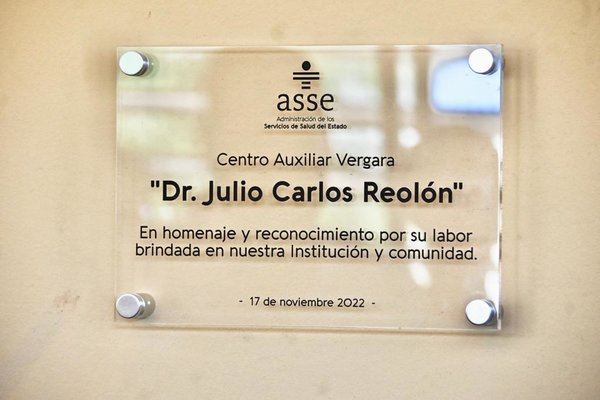 asse
Administración de los
Servicios de Salud del Estado
Centro Auxiliar Vergara
"Dr. Julio Carlos Reolón"
En homenaje y reconocimiento por su labor
brindada en nuestra Institución y comunidad.
- 17 de noviembre 2022 -